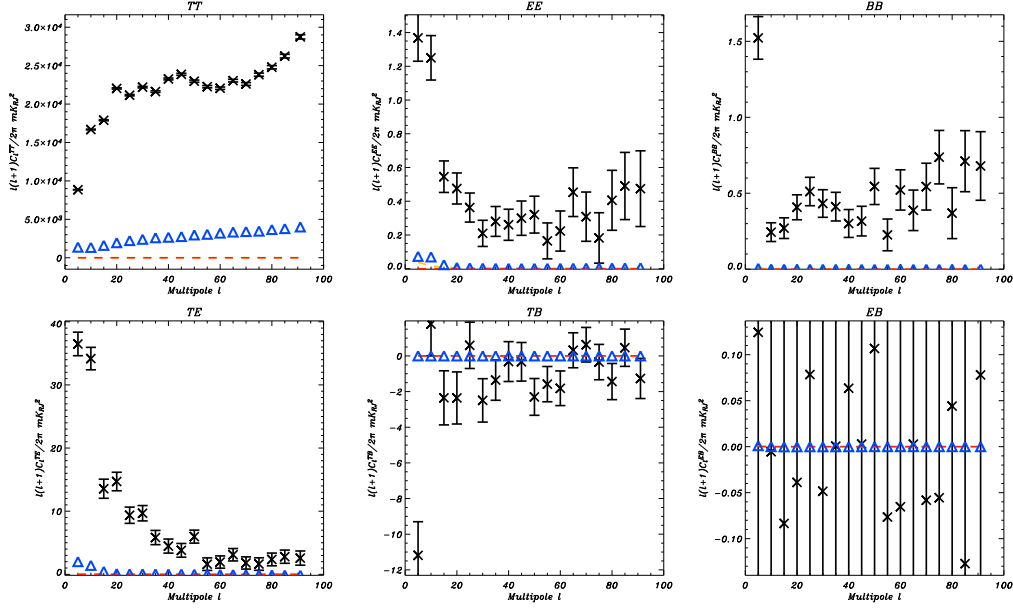 TT
3.0×10⁴
2.5×10⁴
2.0×10⁴
1.5×10⁴
1.0×10⁴
5.0×10³
0
l(l+1)C_l^TT/2π mK_RJ²
0 20 40 60 80 100
Multipole l
EE
1.4
1.2
1.0
0.8
0.6
0.4
0.2
0.0
l(l+1)C_l^EE/2π mK_RJ²
0 20 40 60 80 100
Multipole l
BB
1.5
1.0
0.5
0.0
l(l+1)C_l^BB/2π mK_RJ²
0 20 40 60 80 100
Multipole l
TE
40
30
20
10
0
l(l+1)C_l^TE/2π mK_RJ²
0 20 40 60 80 100
Multipole l
TB
0
−2
−4
−6
−8
−10
−12
l(l+1)C_l^TB/2π mK_RJ²
0 20 40 60 80 100
Multipole l
EB
0.10
0.05
0.00
−0.05
−0.10
l(l+1)C_l^EB/2π mK_RJ²
0 20 40 60 80 100
Multipole l